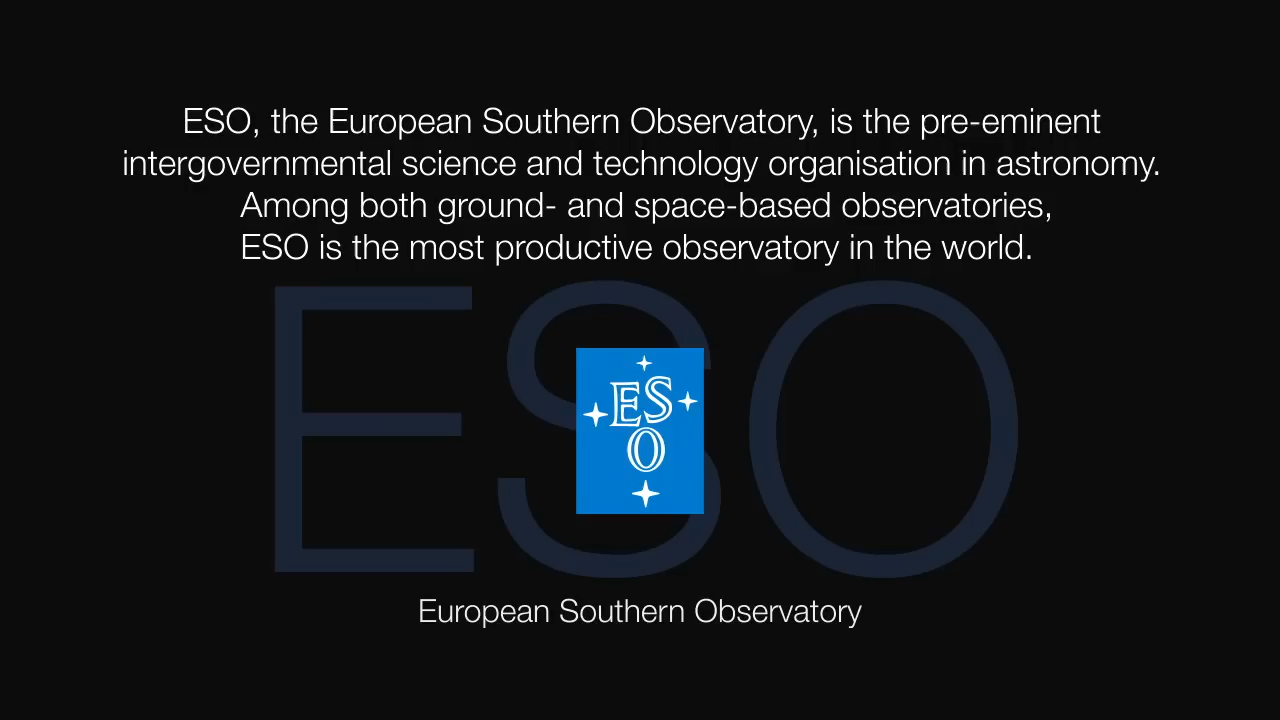 ESO, the European Southern Observatory, is the pre-eminent
intergovernmental science and technology organisation in astronomy.
Among both ground- and space-based observatories,
ESO is the most productive observatory in the world.
ESO
ES
O
European Southern Observatory